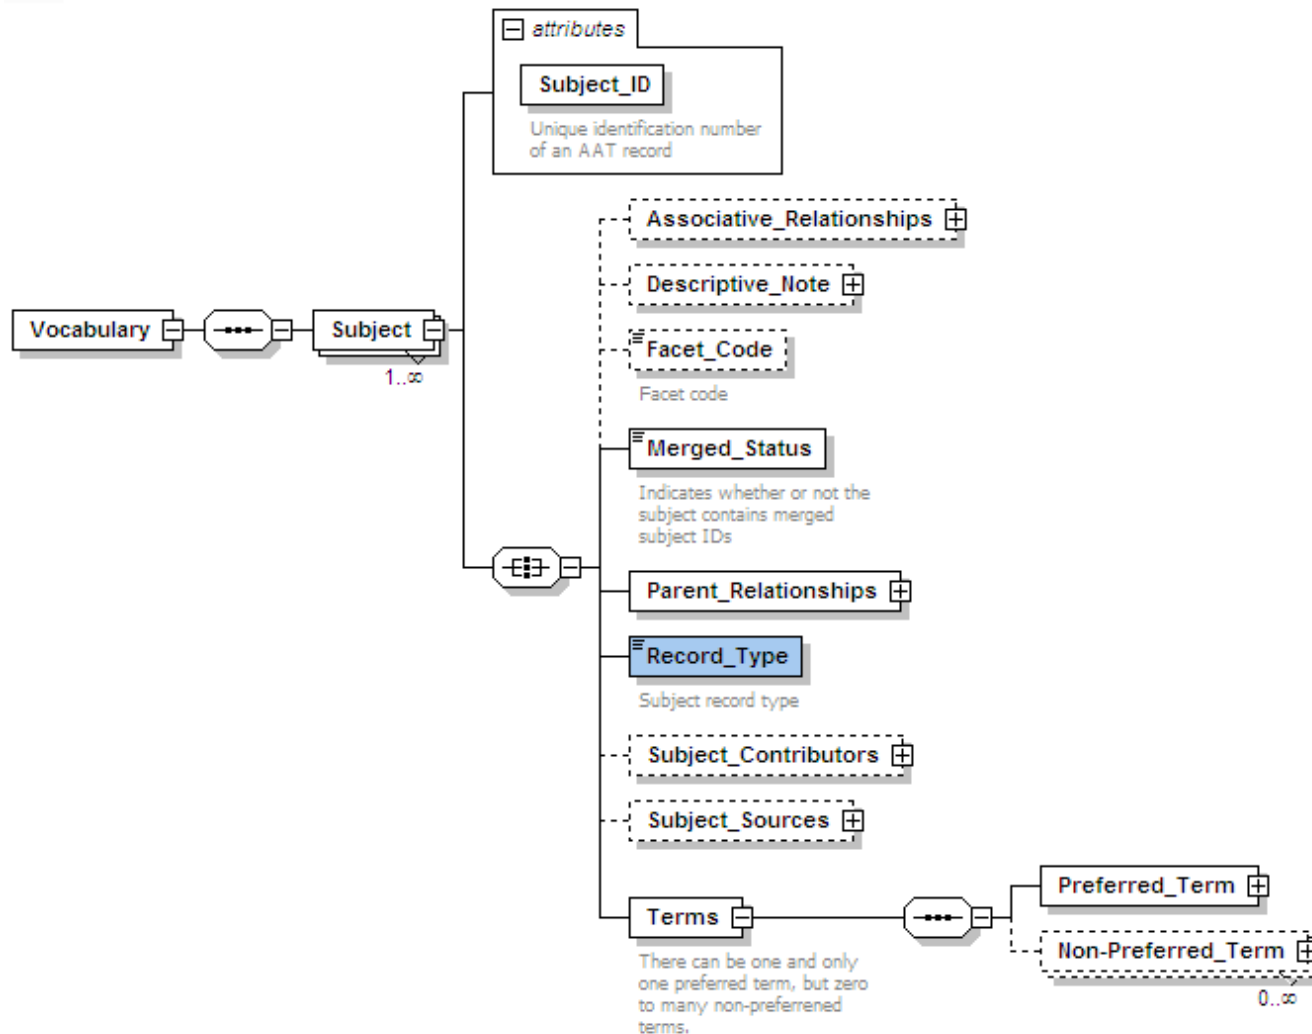 attributes
Subject_ID
Unique identification number
of an AAT record
Associative_Relationships
Descriptive_Note
Vocabulary
Subject
1..∞
Facet_Code
Facet code
Merged_Status
Indicates whether or not the
subject contains merged
subject IDs
Parent_Relationships
Record_Type
Subject record type
Subject_Contributors
Subject_Sources
Terms
There can be one and only
one preferred term, but zero
to many non-preferrened
terms.
Preferred_Term
Non-Preferred_Term
0..∞